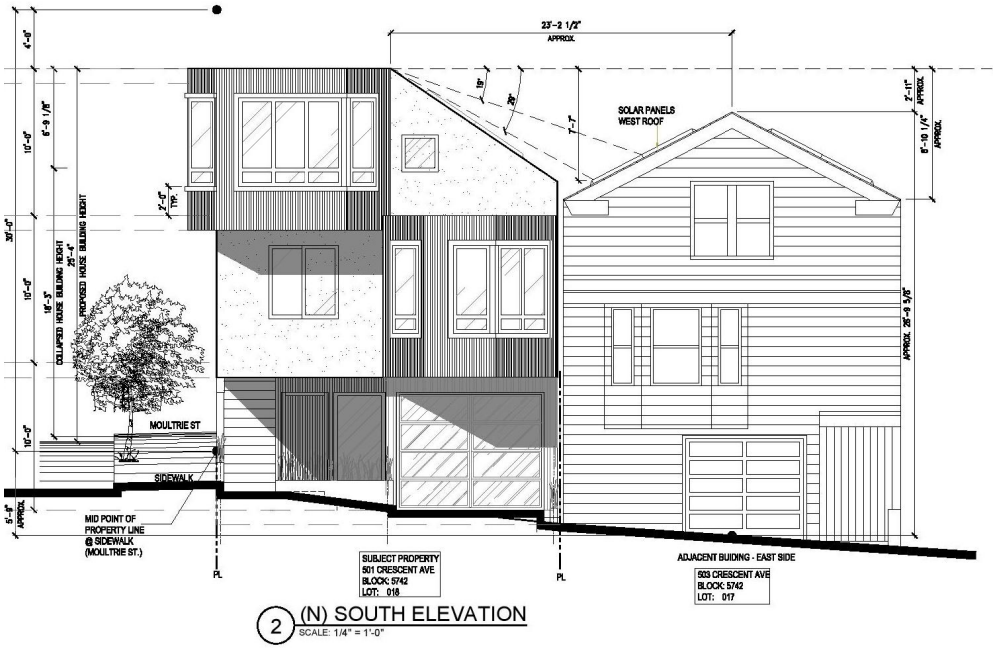 23'-2 1/2"
APPROX.
4'-0"
6'-9 1/8"
10'-0"
19°
29°
7'-7"
SOLAR PANELS
WEST ROOF
2'-11"
APPROX.
8'-10 1/4"
APPROX.
2'-0"
TYP.
30'-0"
COLLAPSED HOUSE BUILDING HEIGHT
18'-3"
PROPOSED HOUSE BUILDING HEIGHT
25'-4"
10'-0"
APPROX. 26'-9 5/8"
10'-0"
MOULTRIE ST
SIDEWALK
5'-9"
APPROX.
MID POINT OF
PROPERTY LINE
@ SIDEWALK
(MOULTRIE ST.)
PL
SUBJECT PROPERTY
501 CRESCENT AVE
BLOCK: 5742
LOT: 018
PL
ADJACENT BUIDING - EAST SIDE
503 CRESCENT AVE
BLOCK: 5742
LOT: 017
2
(N) SOUTH ELEVATION
SCALE: 1/4" = 1'-0"